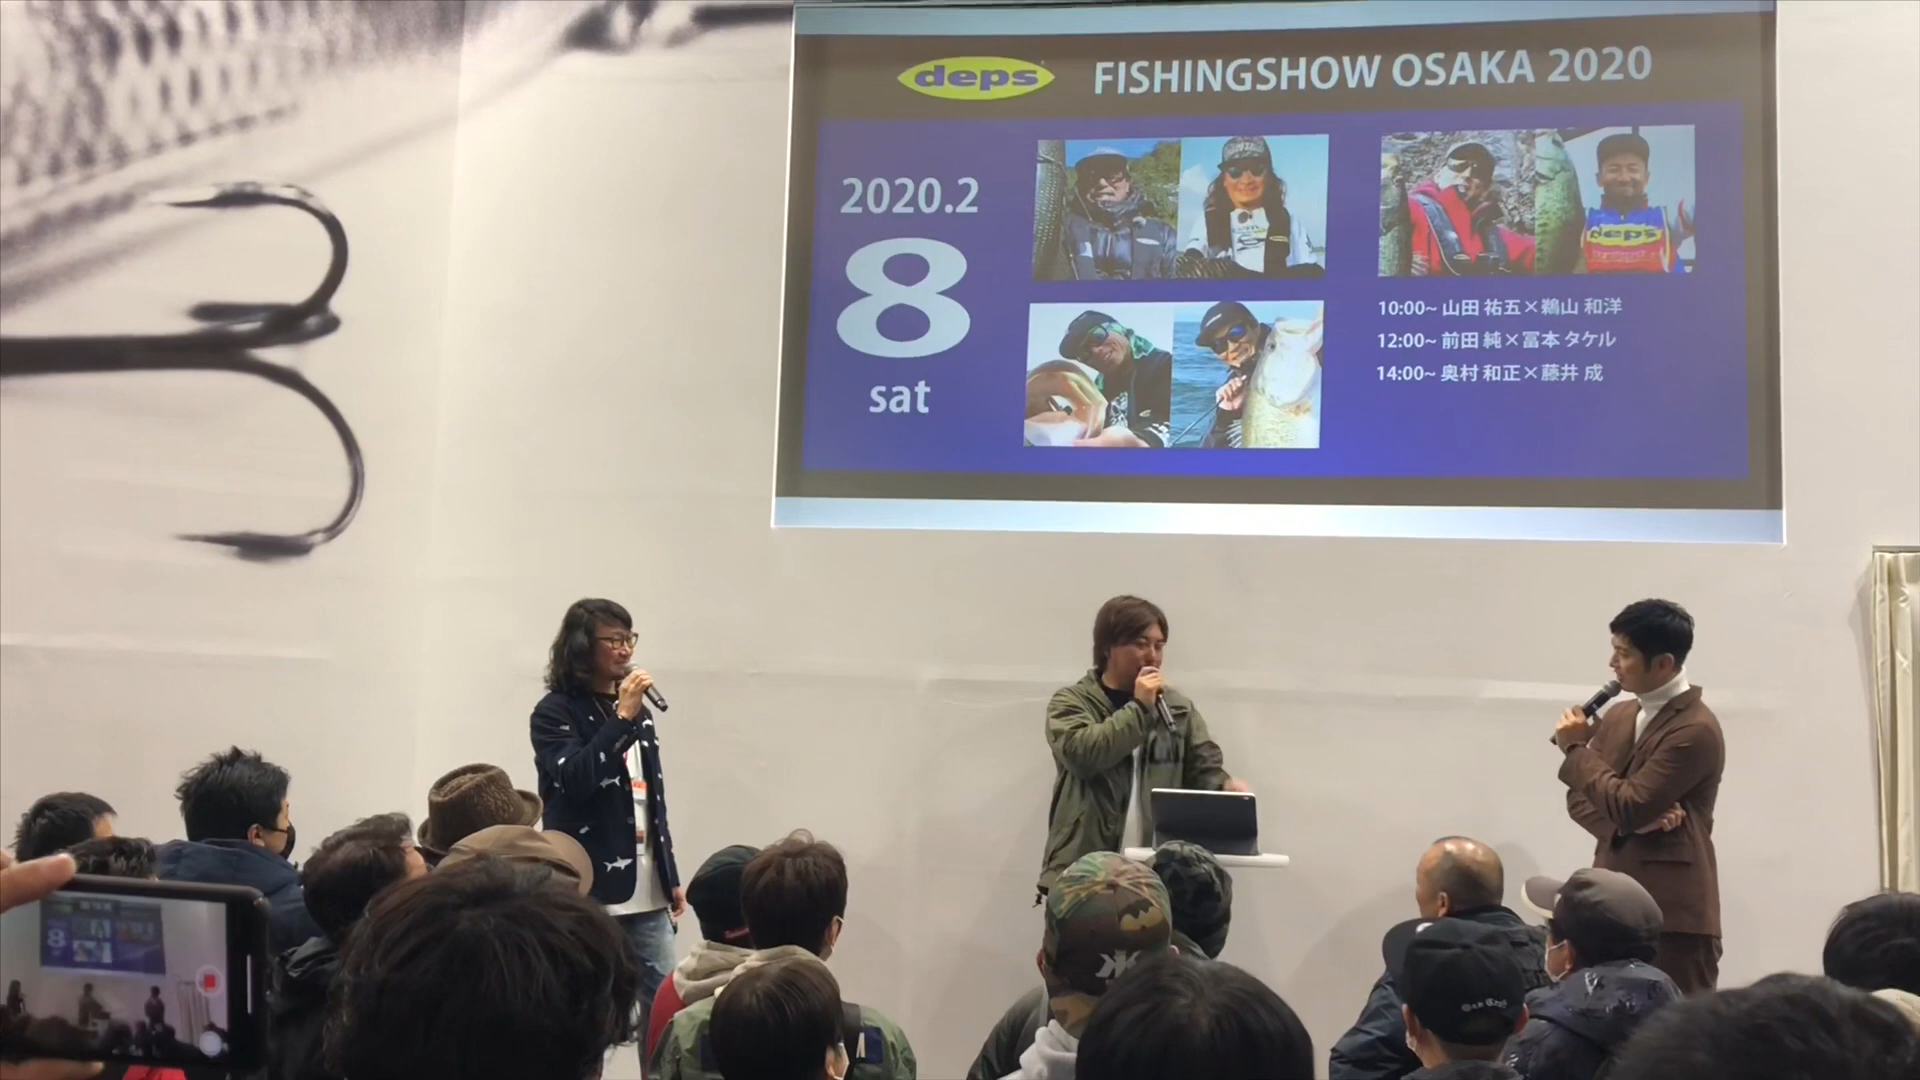 deps FISHINGSHOW OSAKA 2020
2020.2
8
sat
deps
10:00~ 山田 祐五×鵜山 和洋
12:00~ 前田 純×冨本 タケル
14:00~ 奥村 和正×藤井 成